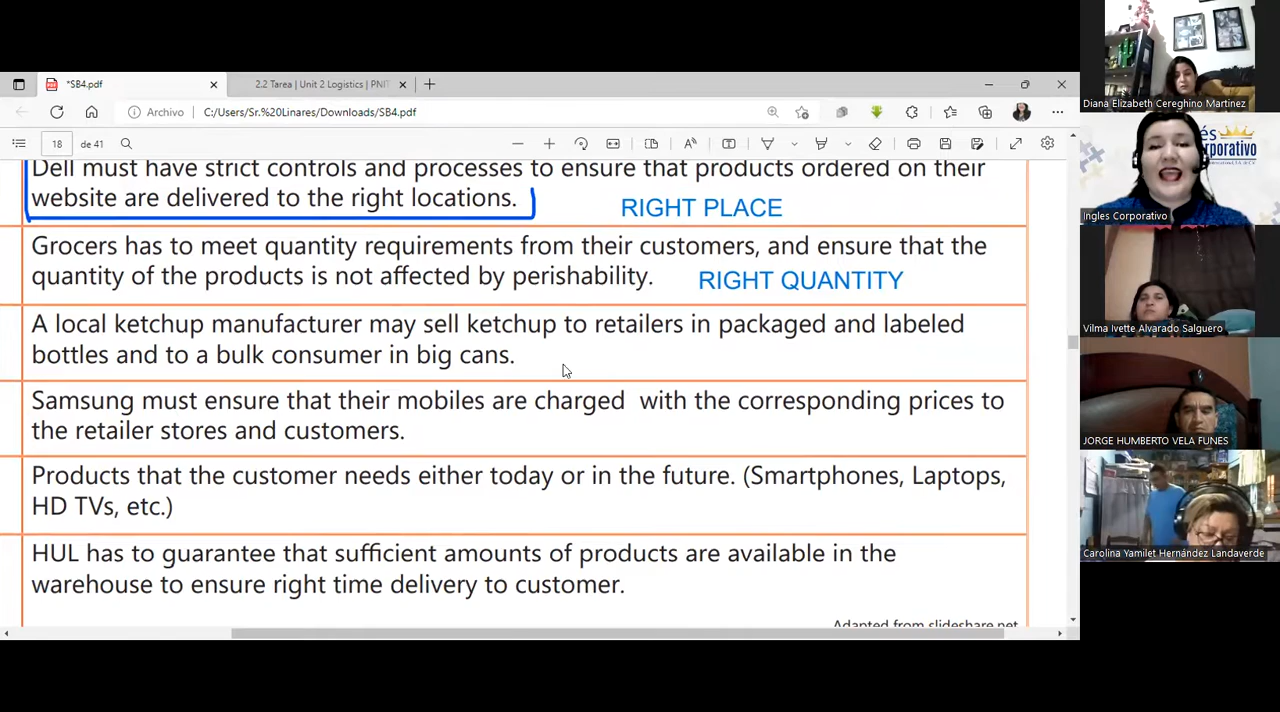 *SB4.pdf
2.2 Tarea | Unit 2 Logistics | PNIT
Archivo
C:/Users/Sr.%20Linares/Downloads/SB4.pdf
18
de 41
Dell must have strict controls and processes to ensure that products ordered on their
website are delivered to the right locations.
RIGHT PLACE
Grocers has to meet quantity requirements from their customers, and ensure that the
quantity of the products is not affected by perishability.
RIGHT QUANTITY
A local ketchup manufacturer may sell ketchup to retailers in packaged and labeled
bottles and to a bulk consumer in big cans.
Samsung must ensure that their mobiles are charged with the corresponding prices to
the retailer stores and customers.
Products that the customer needs either today or in the future. (Smartphones, Laptops,
HD TVs, etc.)
HUL has to guarantee that sufficient amounts of products are available in the
warehouse to ensure right time delivery to customer.
Adapted from slideshare.net
Diana Elizabeth Cereghino Martinez
Ingles Corporativo
Vilma Ivette Alvarado Salguero
JORGE HUMBERTO VELA FUNES
Carolina Yamilet Hernández Landaverde